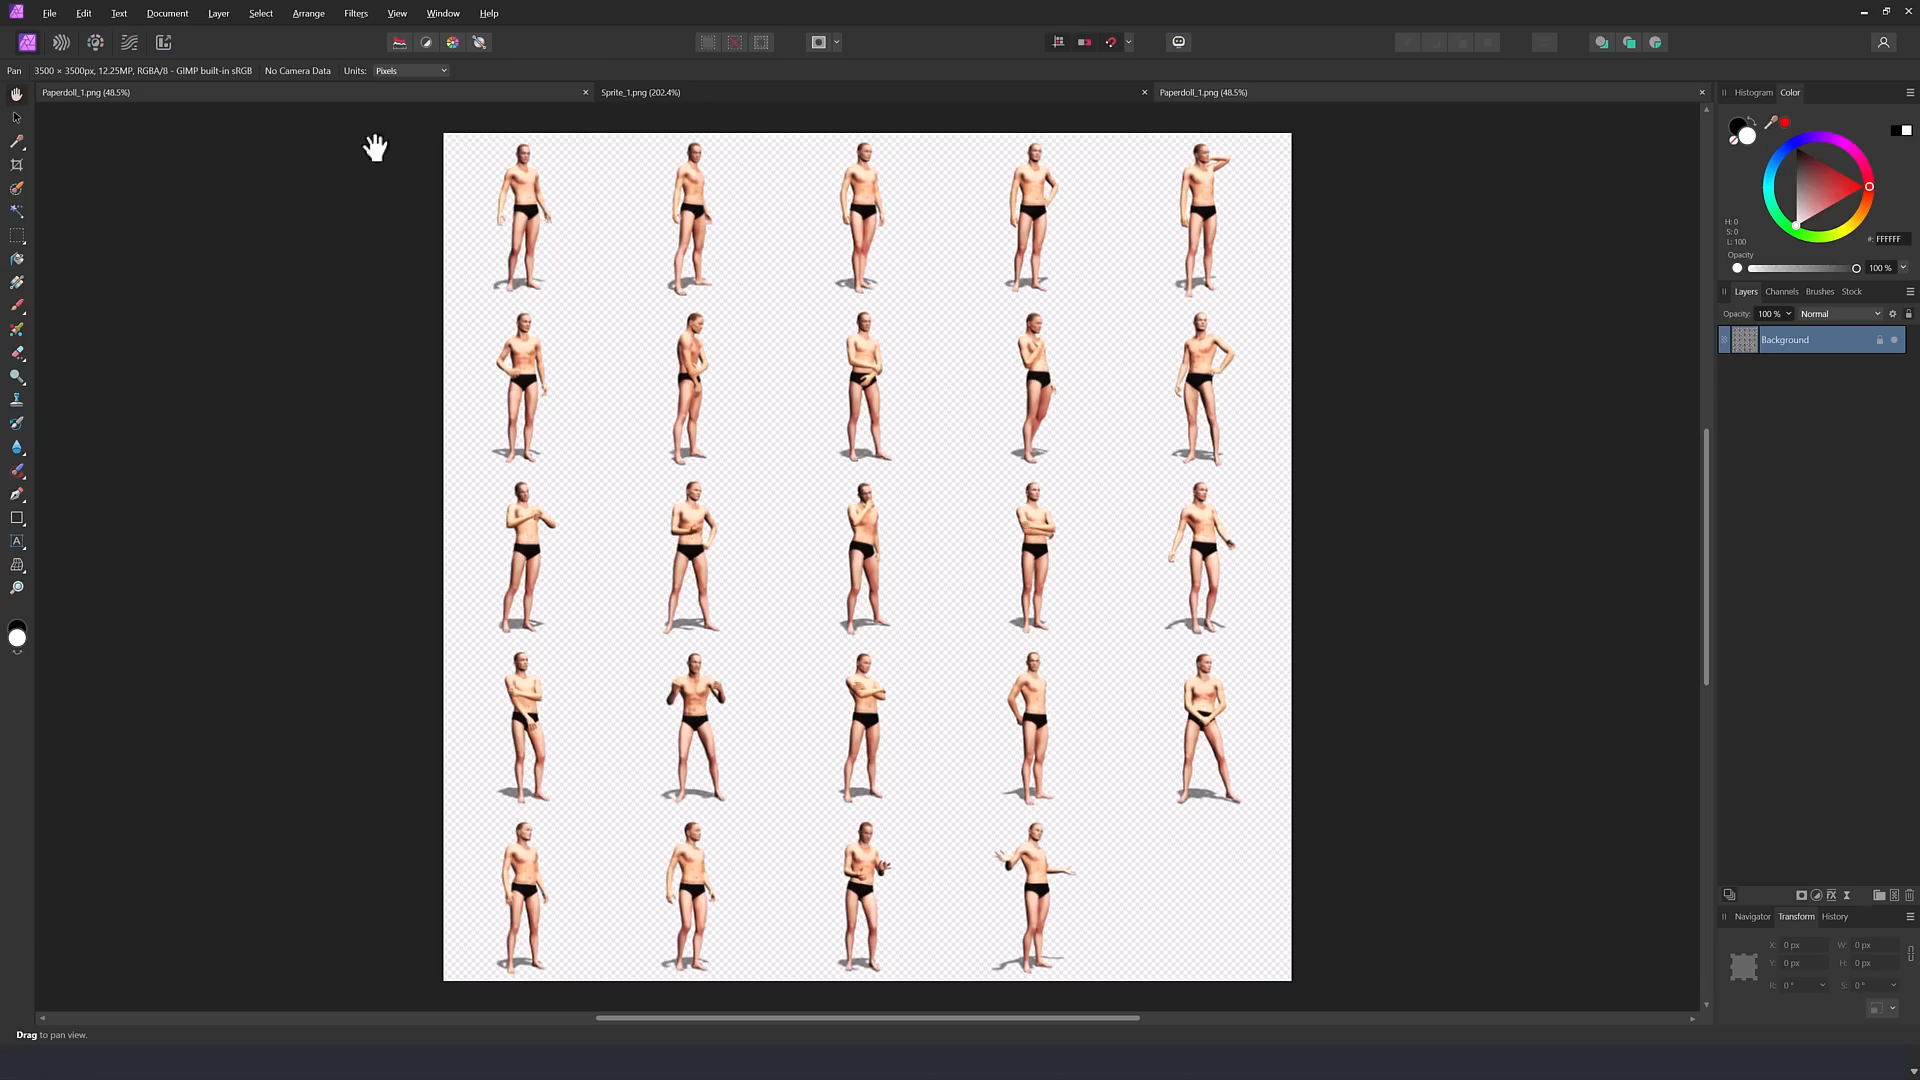 File Edit Text Document Layer Select Arrange Filters View Window Help
Pan 3500 × 3500px, 12.25MP, RGBA/8 - GIMP built-in sRGB No Camera Data Units: Pixels
Paperdoll_1.png (48.5%) Sprite_1.png (202.4%) Paperdoll_1.png (48.5%)
Histogram Color
H: 0
S: 0
L: 100
#: FFFFFF
Opacity
100 %
Layers Channels Brushes Stock
Opacity: 100 % Normal
Background
A
Navigator Transform History
X: 0 px W: 0 px
Y: 0 px H: 0 px
R: 0 ° S: 0 °
Drag to pan view.